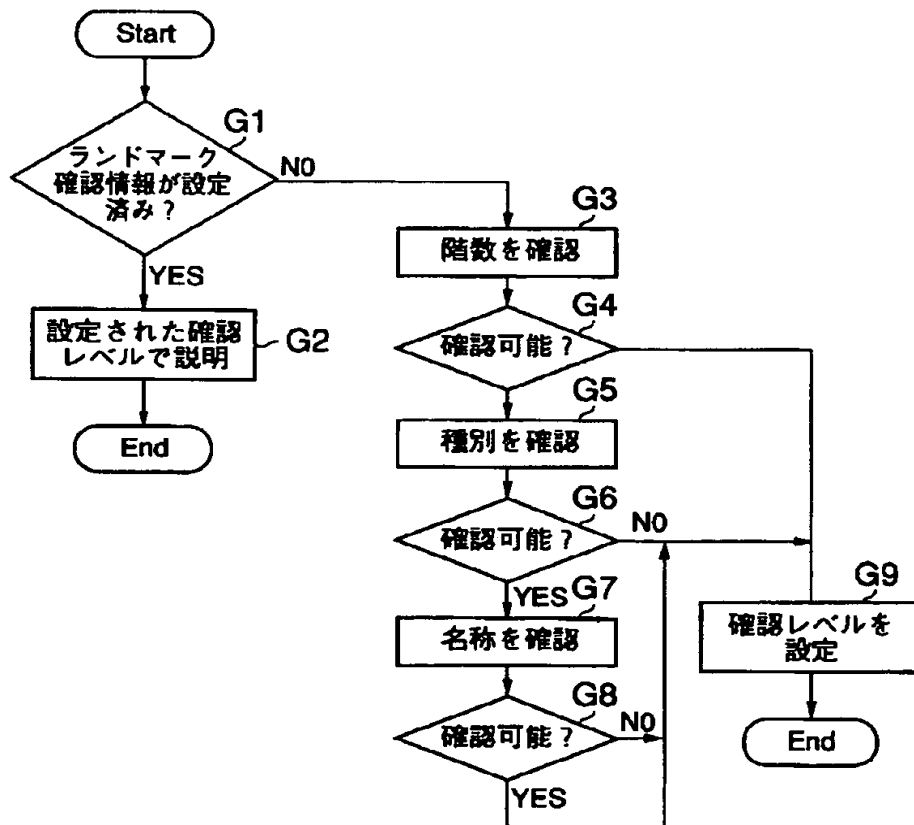 Start
G1
ランドマーク
確認情報が設定
済み？
NO
YES
設定された確認
レベルで説明
G2
End
G3
階数を確認
G4
確認可能？
G5
種別を確認
G6
確認可能？
NO
YES
G7
名称を確認
G8
確認可能？
NO
YES
G9
確認レベルを
設定
End